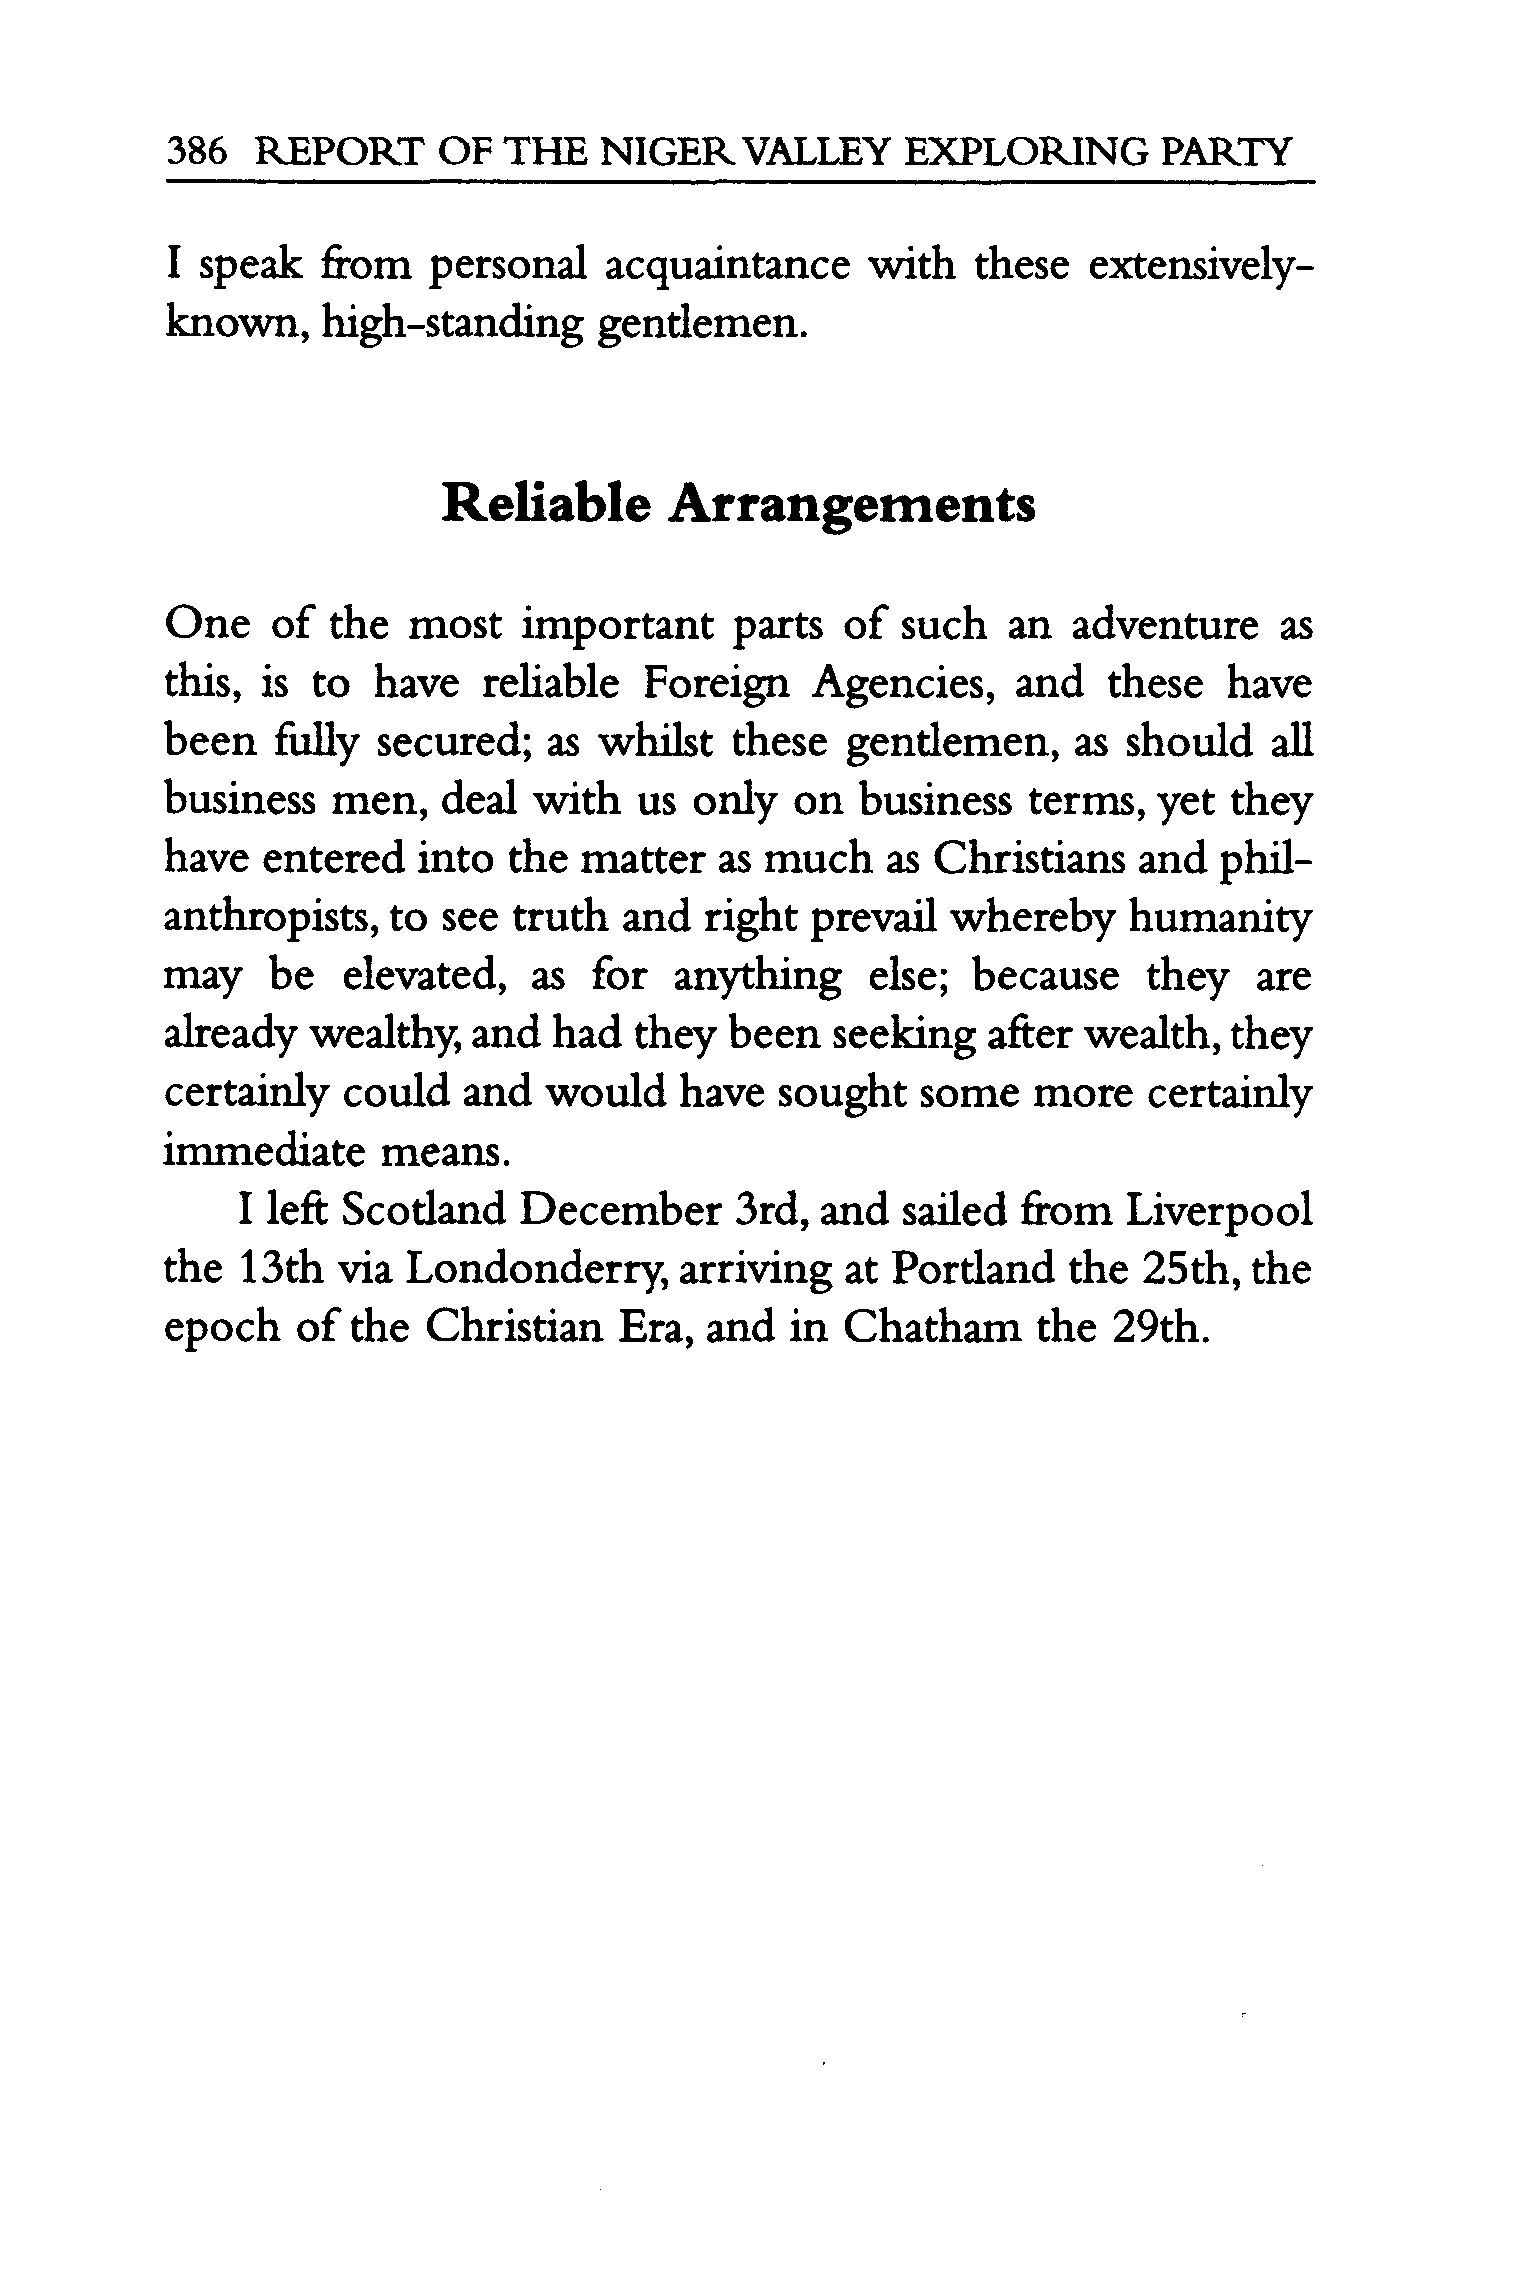 386 REPORT OF THE NIGER VALLEY EXPLORING PARTY
I speak from personal acquaintance with these extensively-
known, high-standing gentlemen.
Reliable Arrangements
One of the most important parts of such an adventure as
this, is to have reliable Foreign Agencies, and these have
been fully secured; as whilst these gentlemen, as should all
business men, deal with us only on business terms, yet they
have entered into the matter as much as Christians and phil-
anthropists, to see truth and right prevail whereby humanity
may be elevated, as for anything else; because they are
already wealthy, and had they been seeking after wealth, they
certainly could and would have sought some more certainly
immediate means.
I left Scotland December 3rd, and sailed from Liverpool
the 13th via Londonderry, arriving at Portland the 25th, the
epoch of the Christian Era, and in Chatham the 29th.